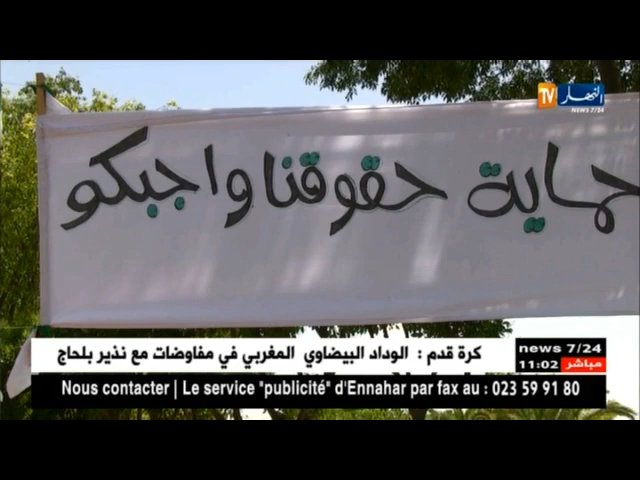 TV النهار
NEWS 7/24
حماية حقوقنا واجبكم
كرة قدم : الوداد البيضاوي المغربي في مفاوضات مع نذير بلحاج
news 7/24
11:02 مباشر
Nous contacter | Le service "publicité" d'Ennahar par fax au : 023 59 91 80